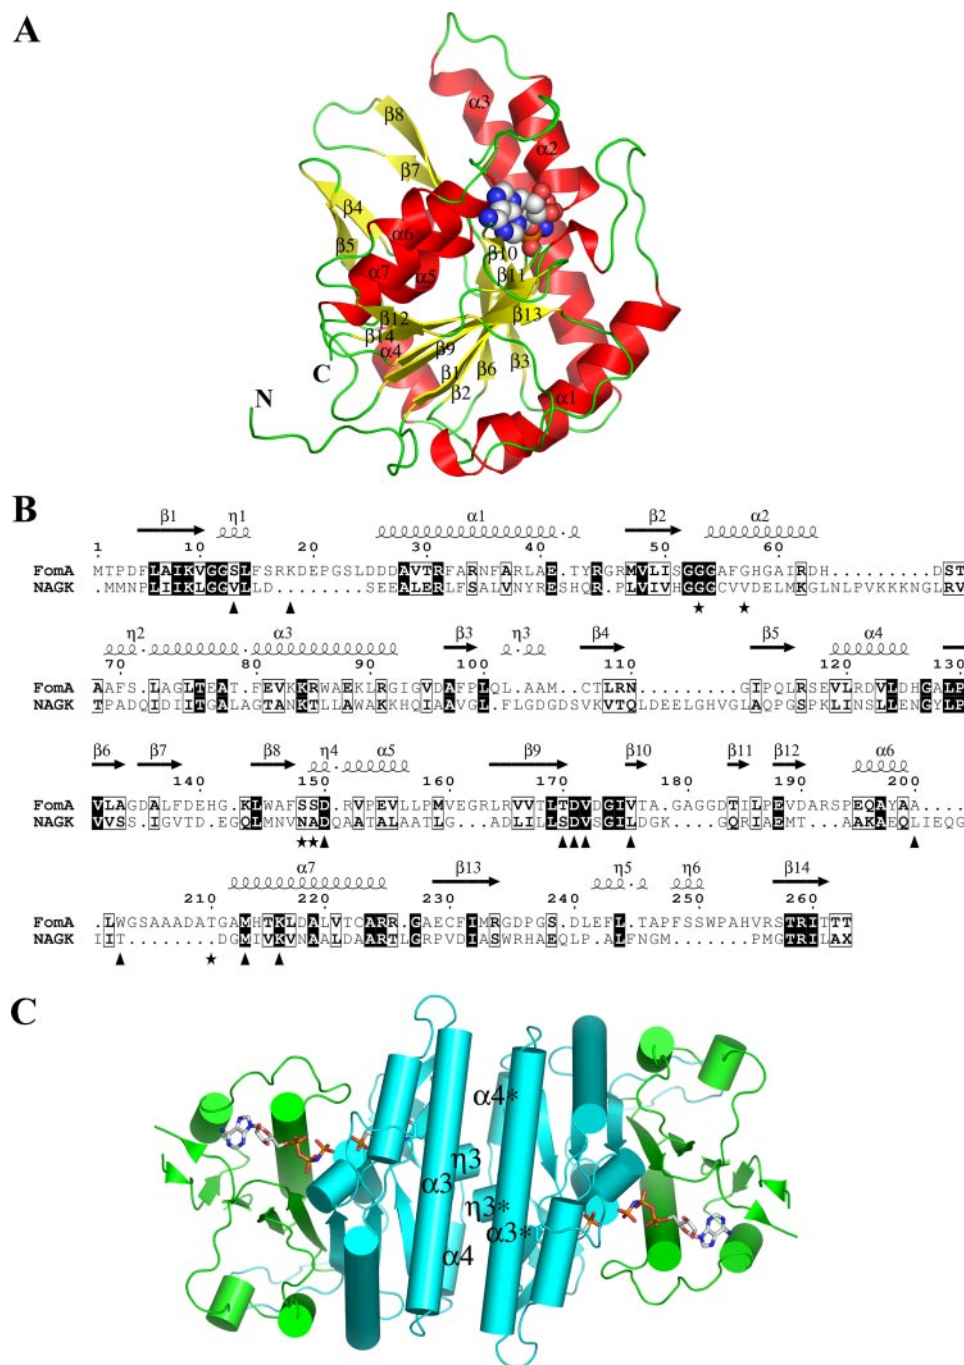 A
α3
β8
α2
β7
β4
α6
β5
β10
α7
α5
β11
β12
β13
β14
α4
β9
C
β1
β6
β3
N
β2
α1
B
β1 η1 α1 β2 α2
1 10 20 30 40 50 60
FomA MTPDFLAIKVGGSLFSRKDEPGSLDDDAVTRFARNFARLAE.TYRGRMVLISGGGAFGHGAIRDH........DST
NAGK .MMNPLIIKLGGVLLD........SEEALERLFSALVNYRESHQR.PLVIVHGGGCVVDELMKGLNLPVKKKNGLRV
η2 α3 β3 η3 β4 β5 α4
70 80 90 100 110 120 130
FomA AAFS.LAGLTEAT.FEVKKRWAEKLRGIGVDAFPLQL.AAM.CTLRN.........GIPQLRSEVLRDVLDHGALP
NAGK TPADQIDIITGALAGTANKTLLAWAKKHQIAAVGLFLGDGDSVKVTQLDEELGHVGLAQPGSPKLINSLLENGYLP
β6 β7 β8 η4 α5 β9 β10 β11 β12 α6
140 150 160 170 180 190 200
FomA VLAGDALFDEHG.KLWAFSSD.RVPEVLLPMVEGRLRVVTLTDVDGIVTAGAGGDTILPEVDARSPEQAYAA....
NAGK VVSSIGVTD.EGQLMNVNADQAATALAATLG..ADLILLSDVSGILDGK....GQRIAEMT...AAKAEQLIEQG
α7 β13 η5 η6 β14
210 220 230 240 250 260
FomA .LWGSAAADATGAMHTKLDALVTCARR.GAECFIMRGDPGS.DLEFL.TAPFSSWPAHVRSTRITTT
NAGK IIT........DGMIVKVNAALDAARTLGRPVDIASWRHAEQLP.ALFNGM......PMGTRILAX
C
α4*
η3
α3
η3*
α3*
α4